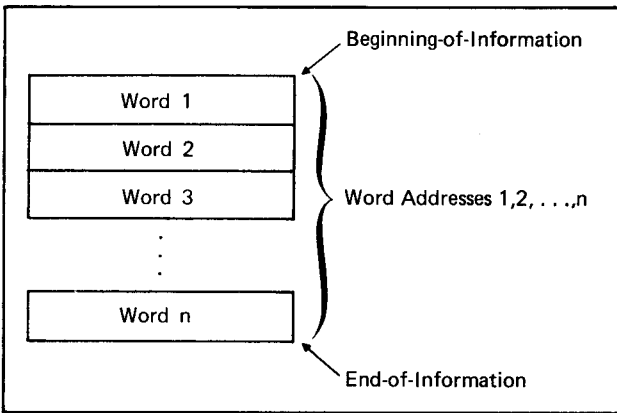 Beginning-of-Information
Word 1
Word 2
Word 3
Word Addresses 1,2, . . .,n
.
.
.
Word n
End-of-Information